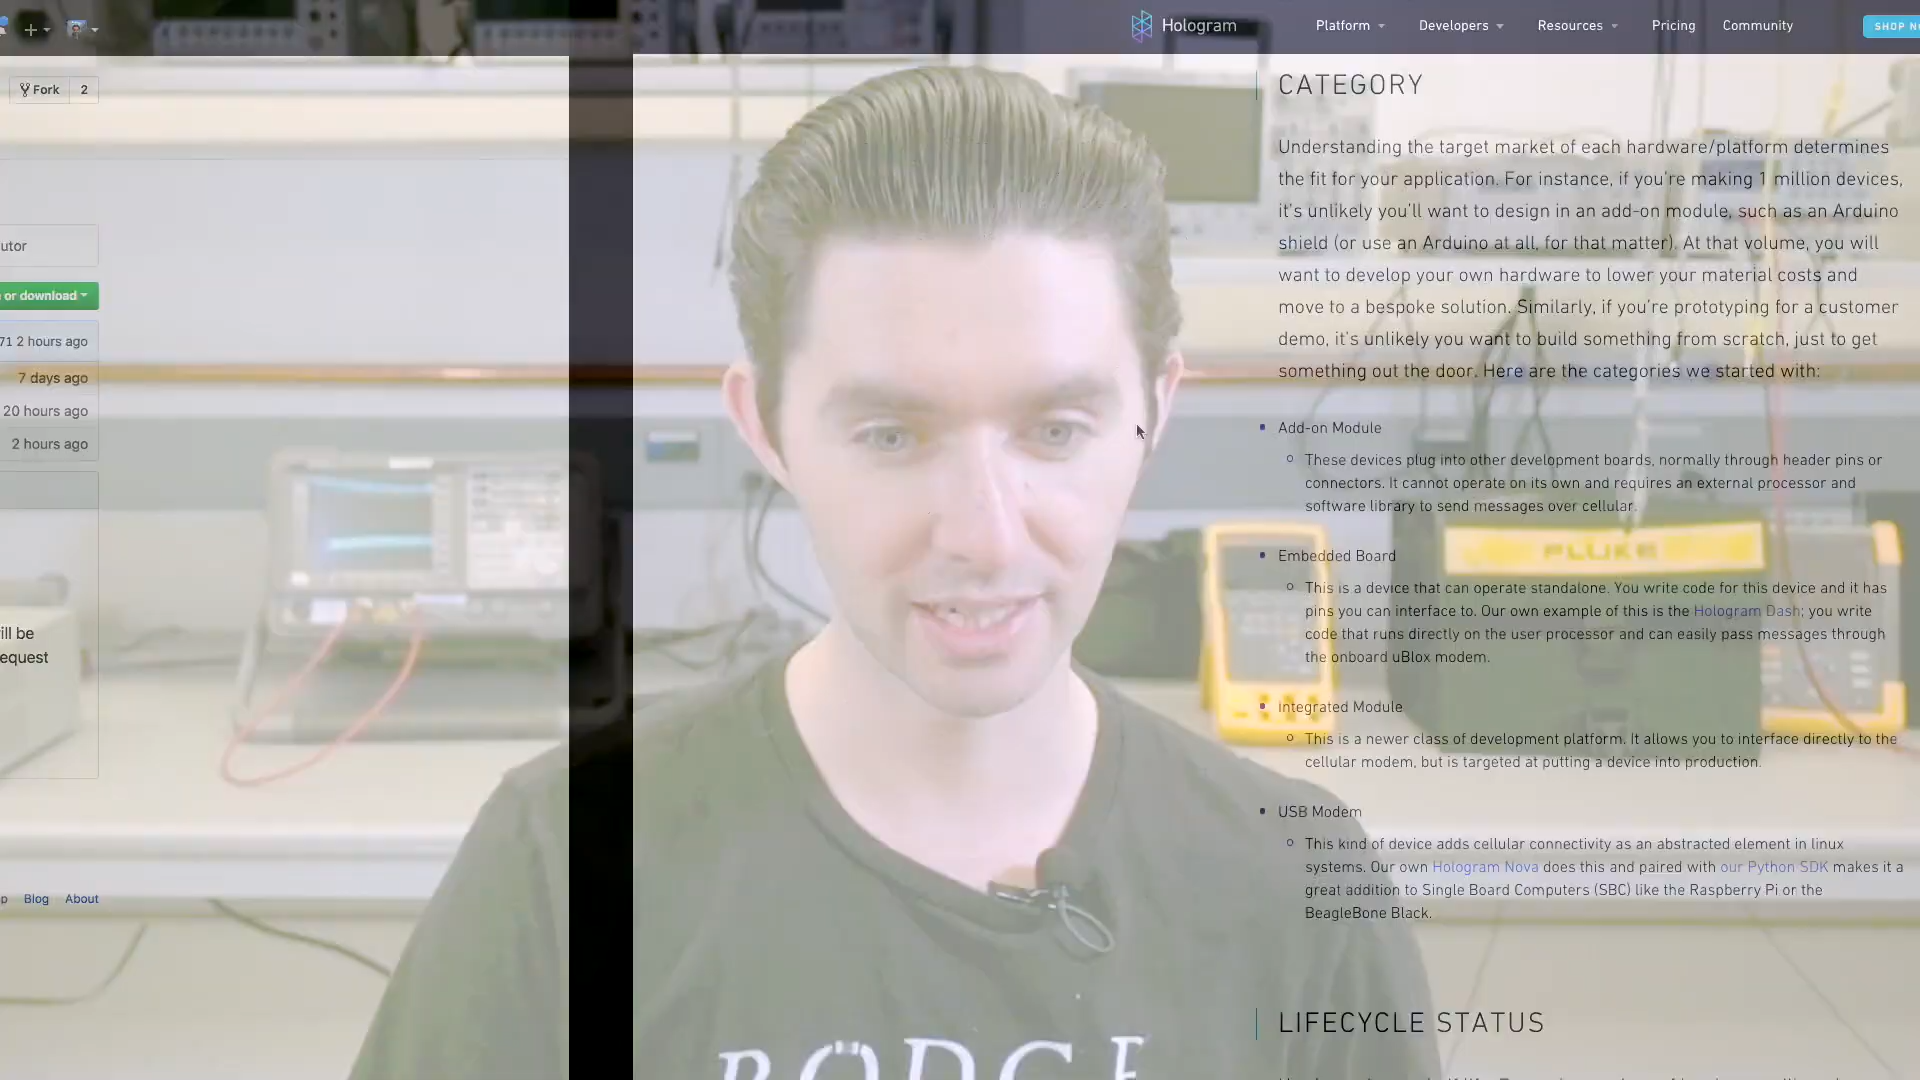 Hologram
Platform
Developers
Resources
Pricing
Community
SHOP
Fork 2
utor
or download
71 2 hours ago
7 days ago
20 hours ago
2 hours ago
ill be
equest
p Blog About
CATEGORY
Understanding the target market of each hardware/platform determines
the fit for your application. For instance, if you're making 1 million devices,
it's unlikely you'll want to design in an add-on module, such as an Arduino
shield (or use an Arduino at all, for that matter). At that volume, you will
want to develop your own hardware to lower your material costs and
move to a bespoke solution. Similarly, if you're prototyping for a customer
demo, it's unlikely you want to build something from scratch, just to get
something out the door. Here are the categories we started with:
Add-on Module
These devices plug into other development boards, normally through header pins or
connectors. It cannot operate on its own and requires an external processor and
software library to send messages over cellular.
Embedded Board
This is a device that can operate standalone. You write code for this device and it has
pins you can interface to. Our own example of this is the Hologram Dash; you write
code that runs directly on the user processor and can easily pass messages through
the onboard uBlox modem.
Integrated Module
This is a newer class of development platform. It allows you to interface directly to the
cellular modem, but is targeted at putting a device into production.
USB Modem
This kind of device adds cellular connectivity as an abstracted element in linux
systems. Our own Hologram Nova does this and paired with our Python SDK makes it a
great addition to Single Board Computers (SBC) like the Raspberry Pi or the
BeagleBone Black.
LIFECYCLE STATUS
FLUKE